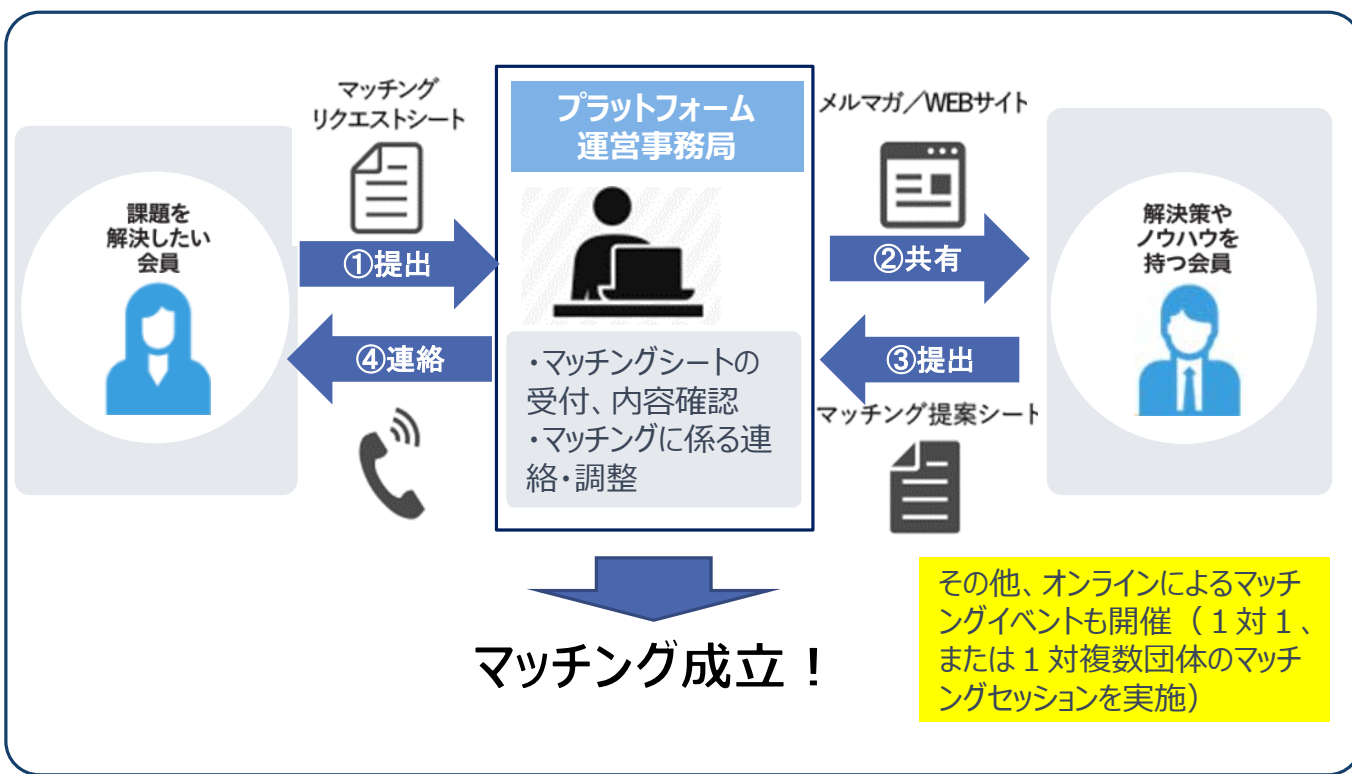 マッチング
リクエストシート
プラットフォーム
運営事務局
メルマガ／WEBサイト
課題を
解決したい
会員
①提出
②共有
解決策や
ノウハウを
持つ会員
④連絡
・マッチングシートの
受付、内容確認
・マッチングに係る連
絡・調整
③提出
マッチング提案シート
マッチング成立！
その他、オンラインによるマッチ
ングイベントも開催（１対１、
または１対複数団体のマッチ
ングセッションを実施）